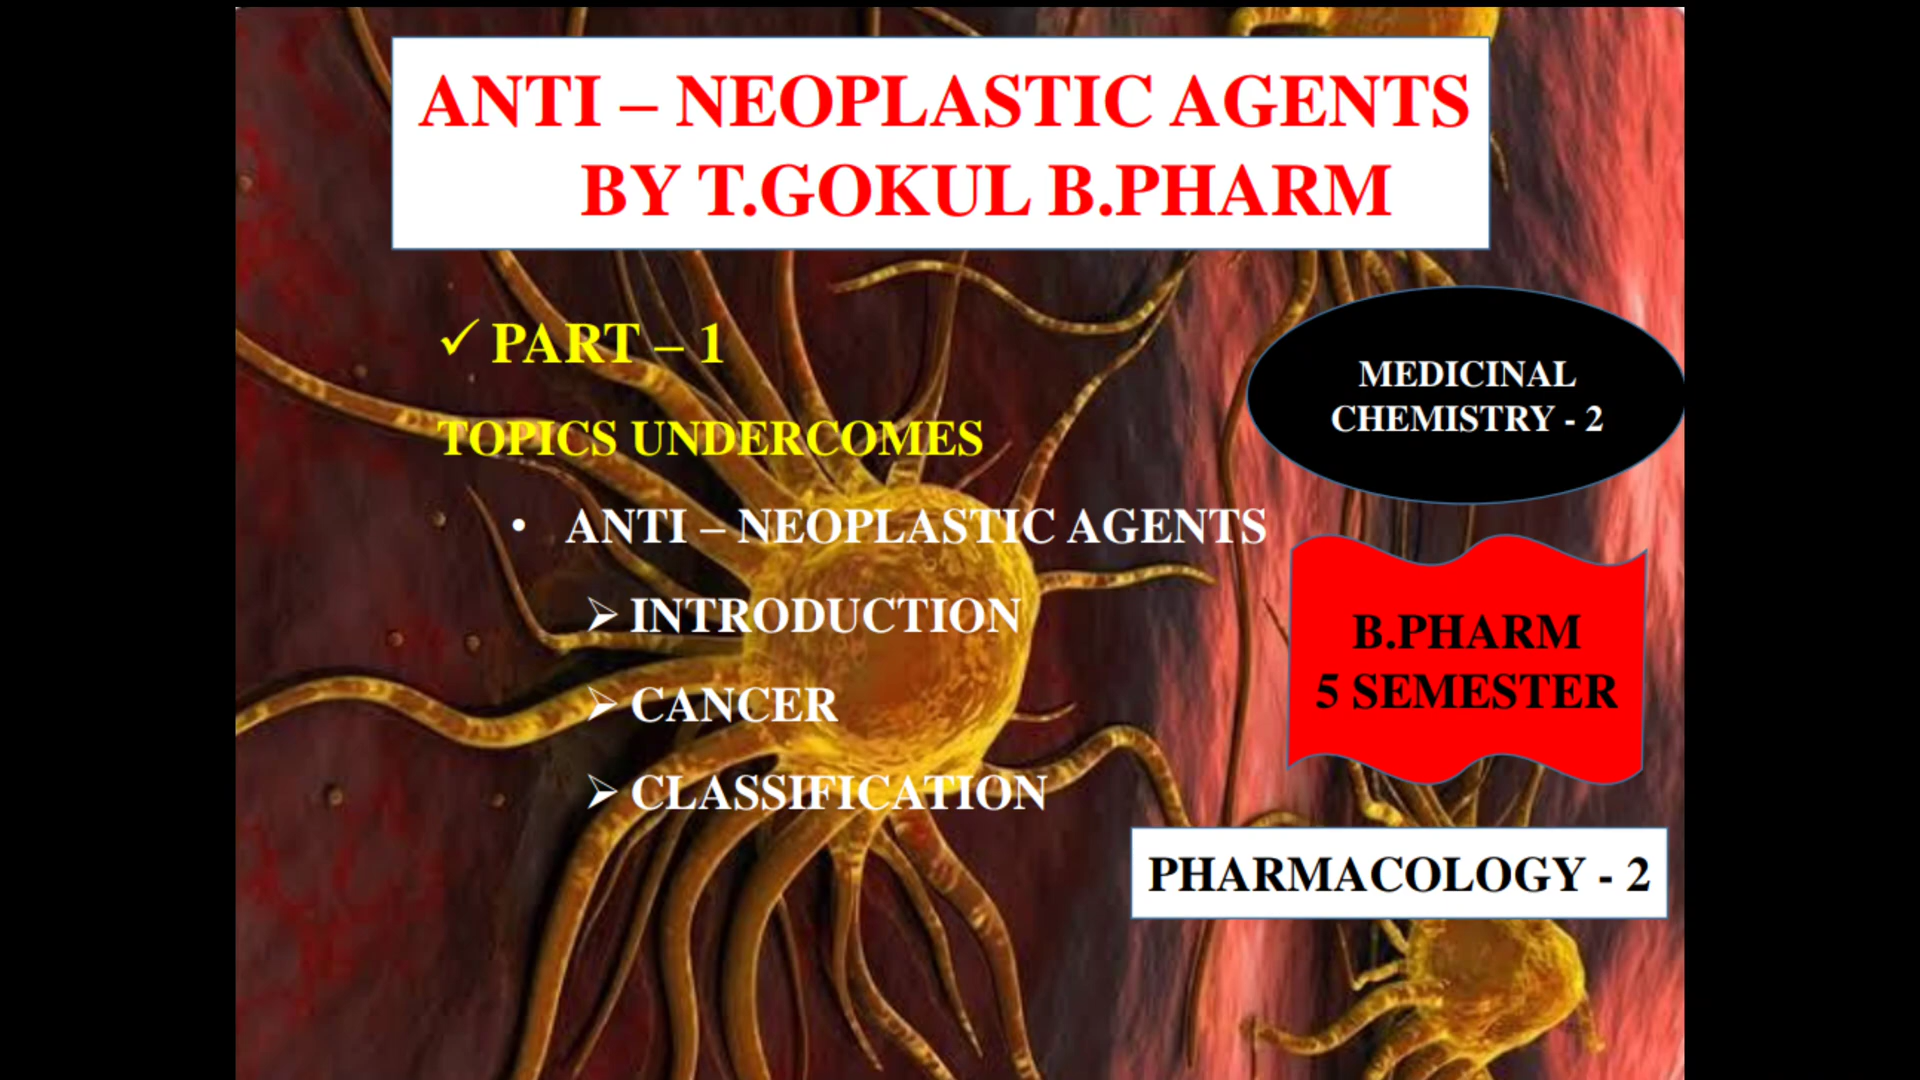 ANTI – NEOPLASTIC AGENTS
BY T.GOKUL B.PHARM
✓ PART – 1
TOPICS UNDERCOMES
• ANTI – NEOPLASTIC AGENTS
➢ INTRODUCTION
➢ CANCER
➢ CLASSIFICATION
MEDICINAL
CHEMISTRY - 2
B.PHARM
5 SEMESTER
PHARMACOLOGY - 2